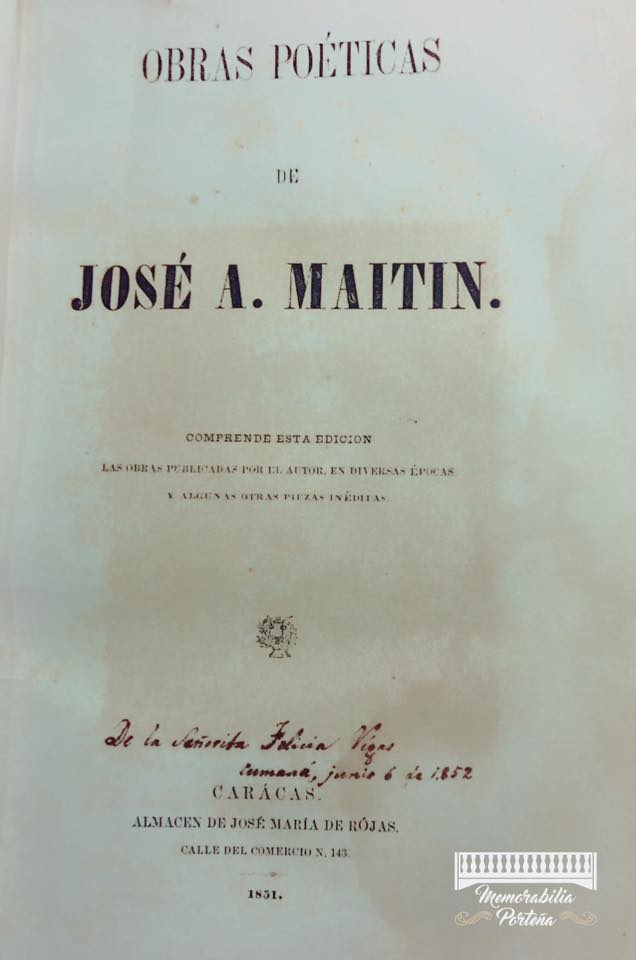 OBRAS POÉTICAS
DE
JOSÉ A. MAITIN.
COMPRENDE ESTA EDICION
LAS OBRAS PUBLICADAS POR EL AUTOR, EN DIVERSAS ÉPOCAS,
Y ALGUNAS OTRAS PIEZAS INÉDITAS.
De la Señorita Felicia Vigas
Cumaná, junio 6 de 1852
CARÁCAS.
ALMACEN DE JOSÉ MARÍA DE RÓJAS.
CALLE DEL COMERCIO N. 143.
1851.
Memorabilia
Porteña